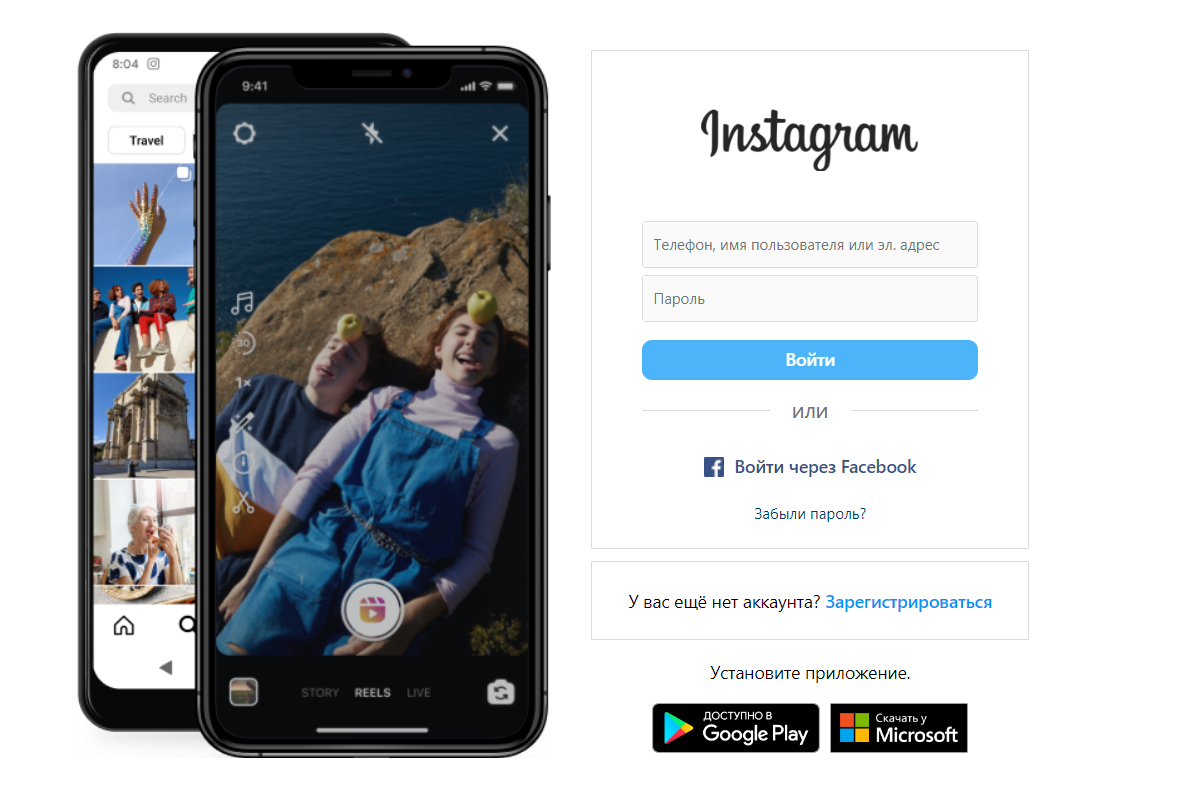 8:04
Search
Travel
9:41
30
1x
STORY REELS LIVE
Instagram
Телефон, имя пользователя или эл. адрес
Пароль
Войти
ИЛИ
Войти через Facebook
Забыли пароль?
У вас ещё нет аккаунта? Зарегистрироваться
Установите приложение.
ДОСТУПНО В
Google Play
Скачать у
Microsoft